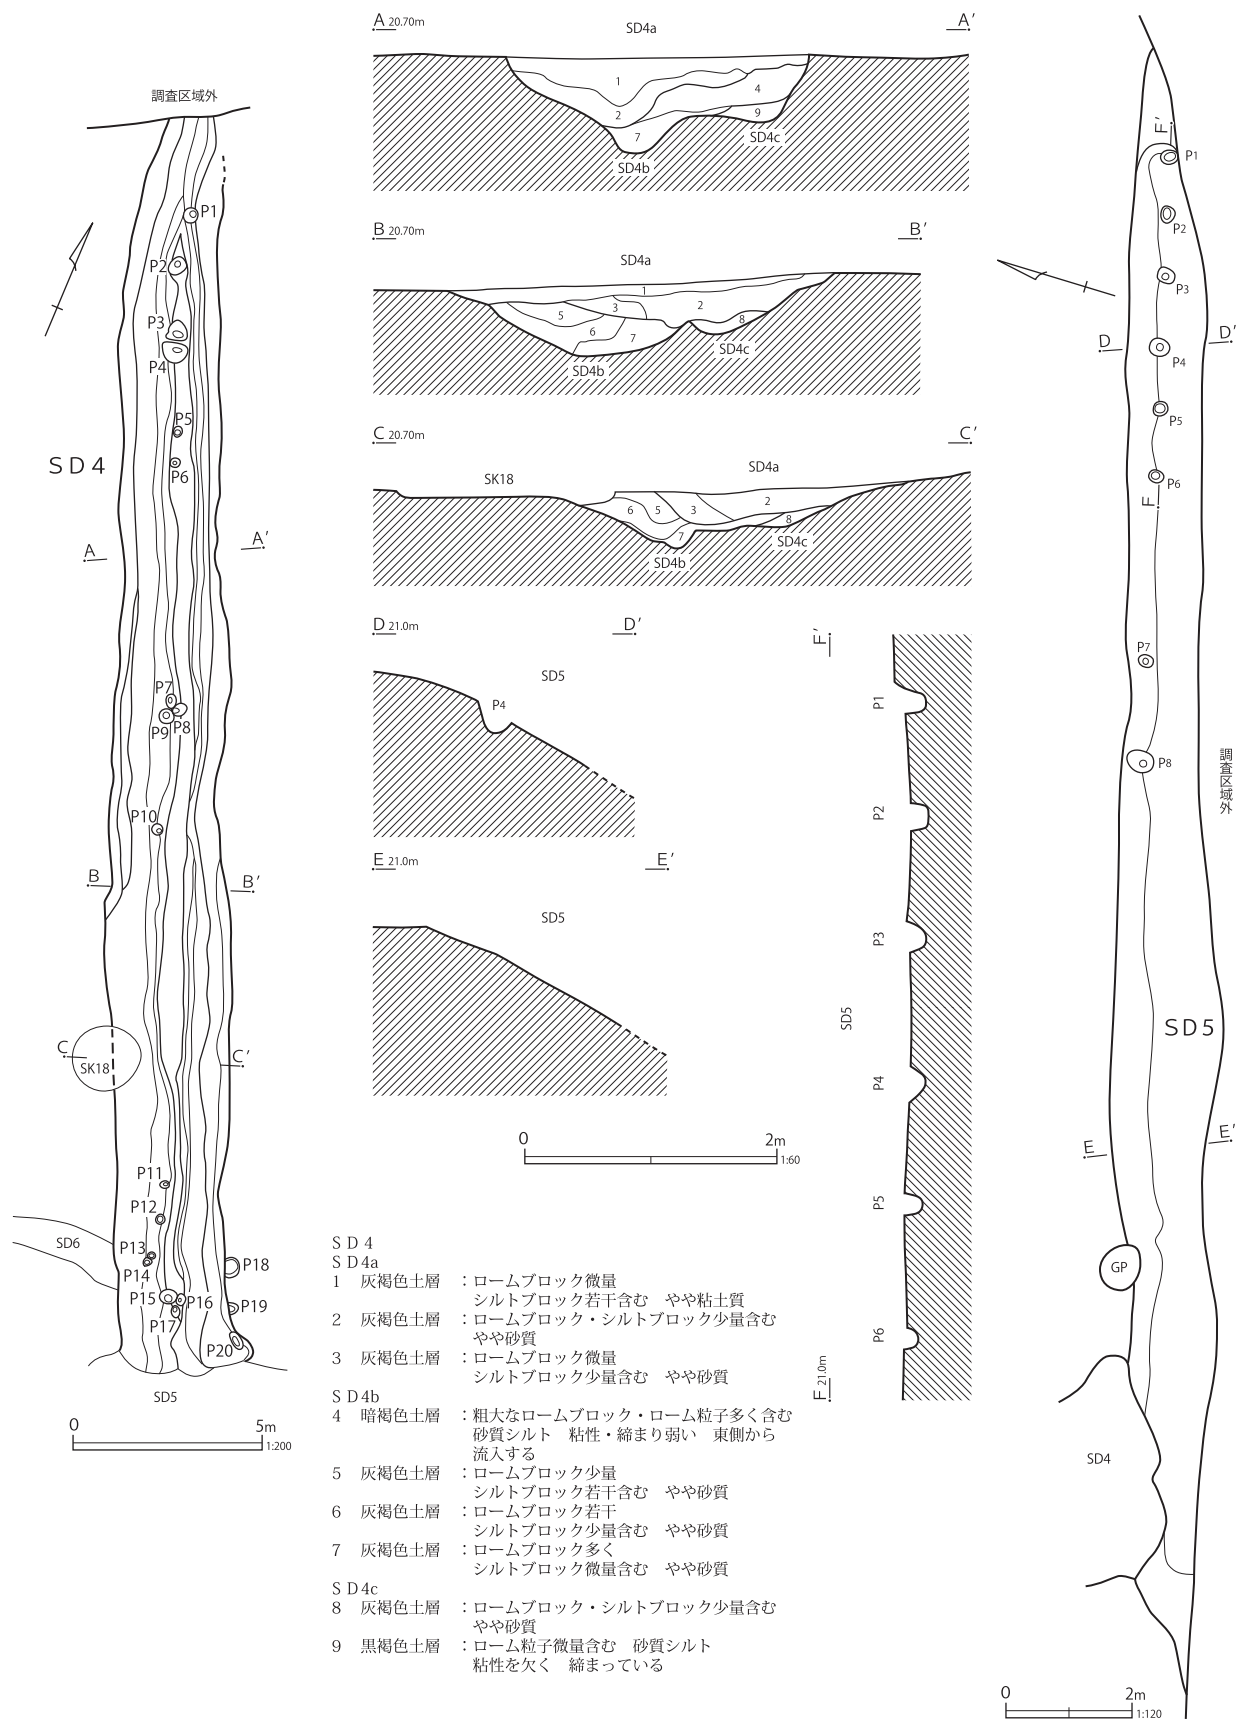 調査区域外
P1
P2
P3
P4
P5
P6
SD4
A
A'
P7
P8
P9
P10
B
B'
C
C'
SK18
P11
P12
SD6
P13
P14
P18
P15
P16
P19
P17
P20
SD5
0 5m
1:200
A 20.70m
A'
SD4a
1
4
2
9
7
SD4c
SD4b
B 20.70m
B'
SD4a
1
2
3
5
8
6
7
SD4c
SD4b
C 20.70m
C'
SD4a
SK18
2
6
5
3
8
7
SD4c
SD4b
D 21.0m
D'
SD5
P4
E 21.0m
E'
SD5
0 2m
1:60
F'
P1
P2
P3
SD5
P4
P5
P6
F 21.0m
SD4
SD4a
1 灰褐色土層 :ロームブロック微量
シルトブロック若干含む やや粘土質
2 灰褐色土層 :ロームブロック・シルトブロック少量含む
やや砂質
3 灰褐色土層 :ロームブロック微量
シルトブロック少量含む やや砂質
SD4b
4 暗褐色土層 :粗大なロームブロック・ローム粒子多く含む
砂質シルト 粘性・締まり弱い 東側から
流入する
5 灰褐色土層 :ロームブロック少量
シルトブロック若干含む やや砂質
6 灰褐色土層 :ロームブロック若干
シルトブロック少量含む やや砂質
7 灰褐色土層 :ロームブロック多く
シルトブロック微量含む やや砂質
SD4c
8 灰褐色土層 :ロームブロック・シルトブロック少量含む
やや砂質
9 黒褐色土層 :ローム粒子微量含む 砂質シルト
粘性を欠く 締まっている
F'
P1
P2
P3
D
D'
P4
P5
P6
F
P7
P8
調査区域外
SD5
E
E'
GP
SD4
0 2m
1:120